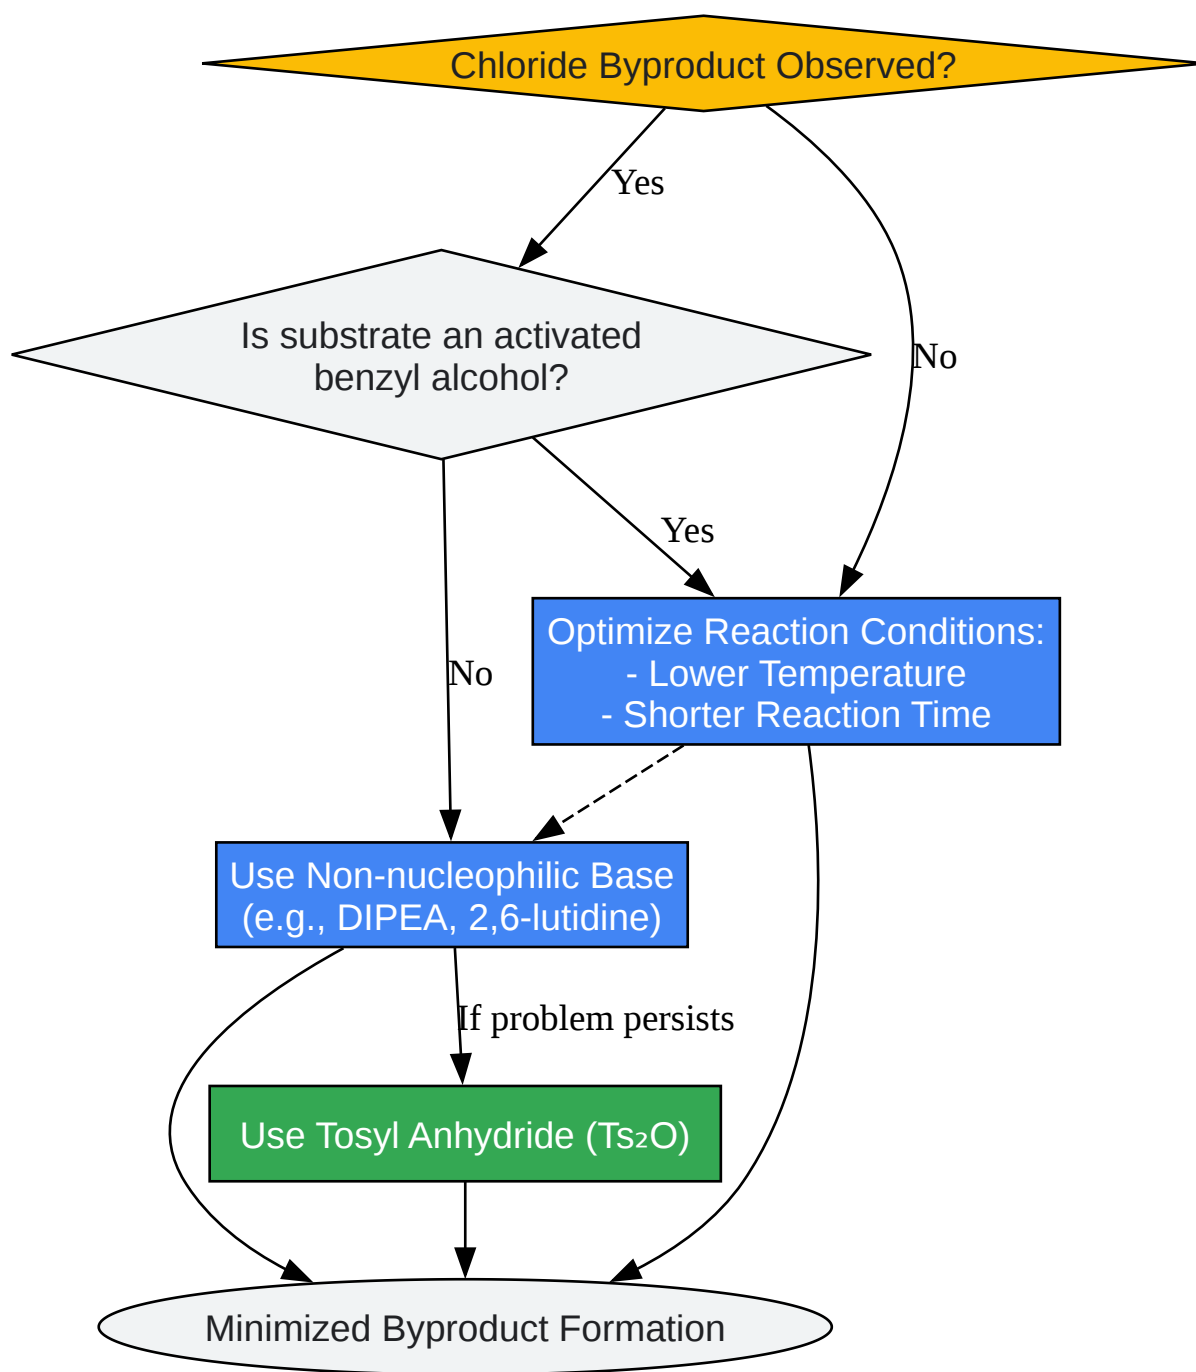 Chloride Byproduct Observed?
Yes
Is substrate an activated
benzyl alcohol?
No
Yes
Optimize Reaction Conditions:
- Lower Temperature
- Shorter Reaction Time
No
Use Non-nucleophilic Base
(e.g., DIPEA, 2,6-lutidine)
If problem persists
Use Tosyl Anhydride (Ts₂O)
Minimized Byproduct Formation